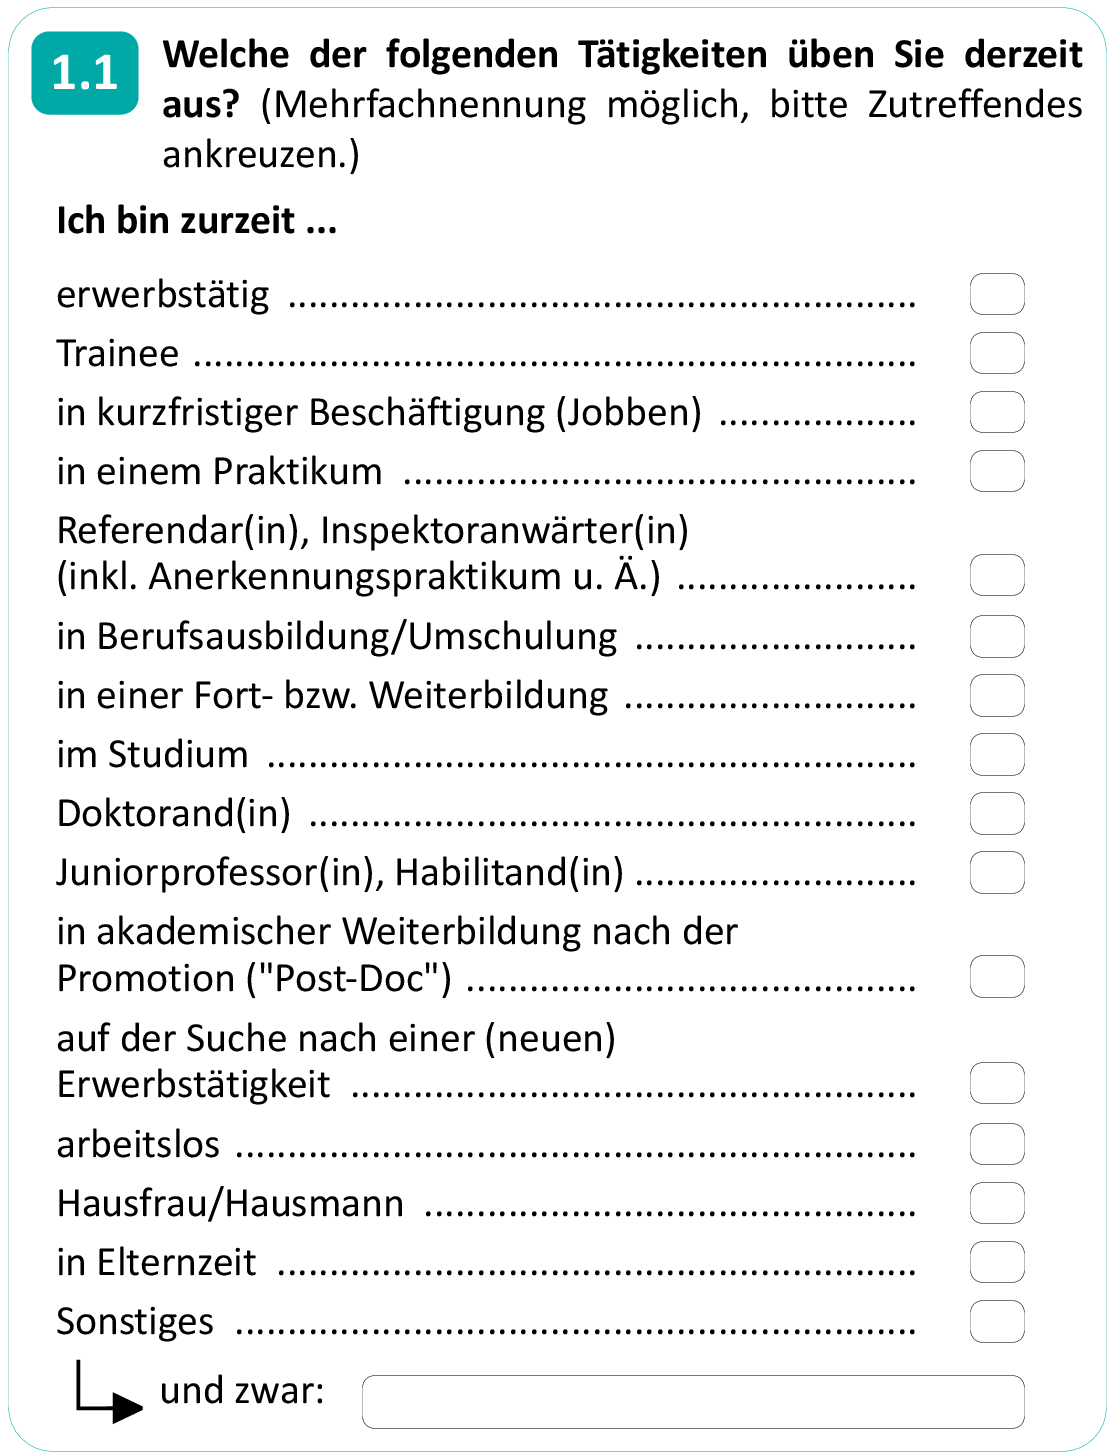 1.1 Welche der folgenden Tätigkeiten üben Sie derzeit
aus? (Mehrfachnennung möglich, bitte Zutreffendes
ankreuzen.)
Ich bin zurzeit ...
erwerbstätig ............................................................
Trainee .....................................................................
in kurzfristiger Beschäftigung (Jobben) ...................
in einem Praktikum .................................................
Referendar(in), Inspektoranwärter(in)
(inkl. Anerkennungspraktikum u. Ä.) .......................
in Berufsausbildung/Umschulung ...........................
in einer Fort- bzw. Weiterbildung ............................
im Studium ..............................................................
Doktorand(in) ..........................................................
Juniorprofessor(in), Habilitand(in) ...........................
in akademischer Weiterbildung nach der
Promotion ("Post-Doc") ...........................................
auf der Suche nach einer (neuen)
Erwerbstätigkeit ......................................................
arbeitslos .................................................................
Hausfrau/Hausmann ...............................................
in Elternzeit .............................................................
Sonstiges .................................................................
und zwar: